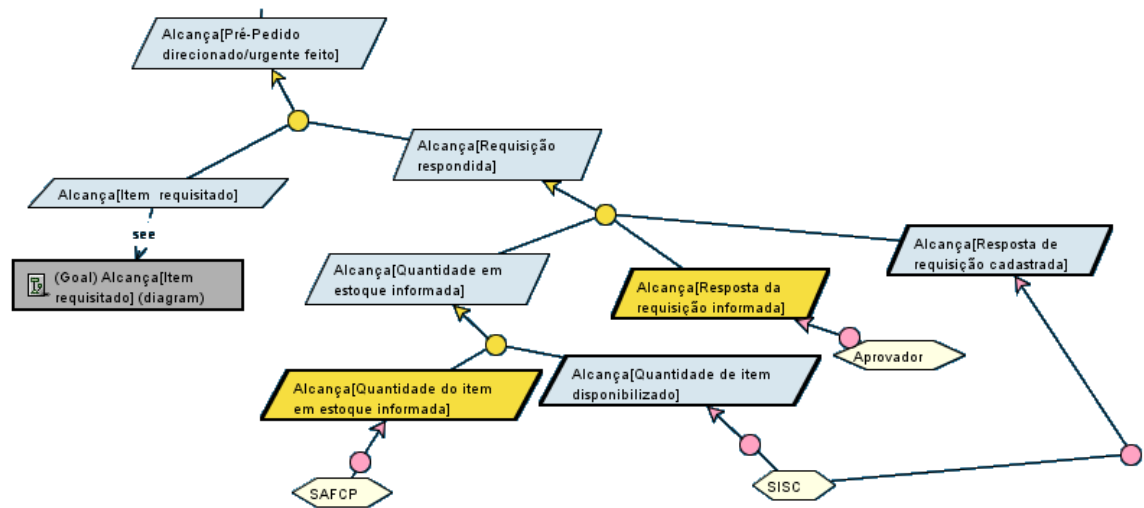 Alcança[Pré-Pedido
direcionado/urgente feito]
Alcança[Requisição
respondida]
Alcança[Item  requisitado]
see
(Goal) Alcança[Item
requisitado] (diagram)
Alcança[Quantidade em
estoque informada]
Alcança[Resposta da
requisição informada]
Alcança[Resposta de
requisição cadastrada]
Aprovador
Alcança[Quantidade do item
em estoque informada]
Alcança[Quantidade de item
disponibilizado]
SAFCP
SISC